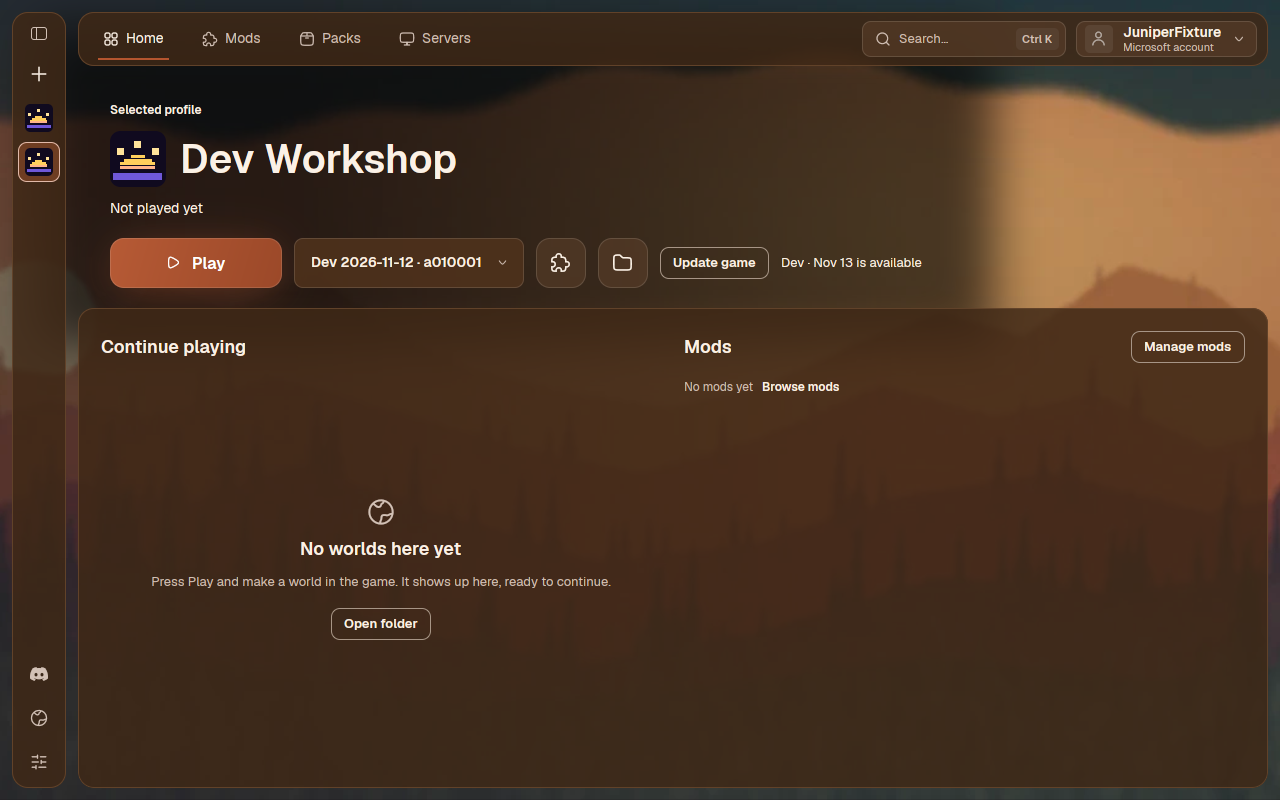 Home
Mods
Packs
Servers
Search...
Ctrl K
JuniperFixture
Microsoft account
Selected profile
Dev Workshop
Not played yet
Play
Dev 2026-11-12 · a010001
Update game
Dev · Nov 13 is available
Continue playing
Mods
Manage mods
No mods yet Browse mods
No worlds here yet
Press Play and make a world in the game. It shows up here, ready to continue.
Open folder